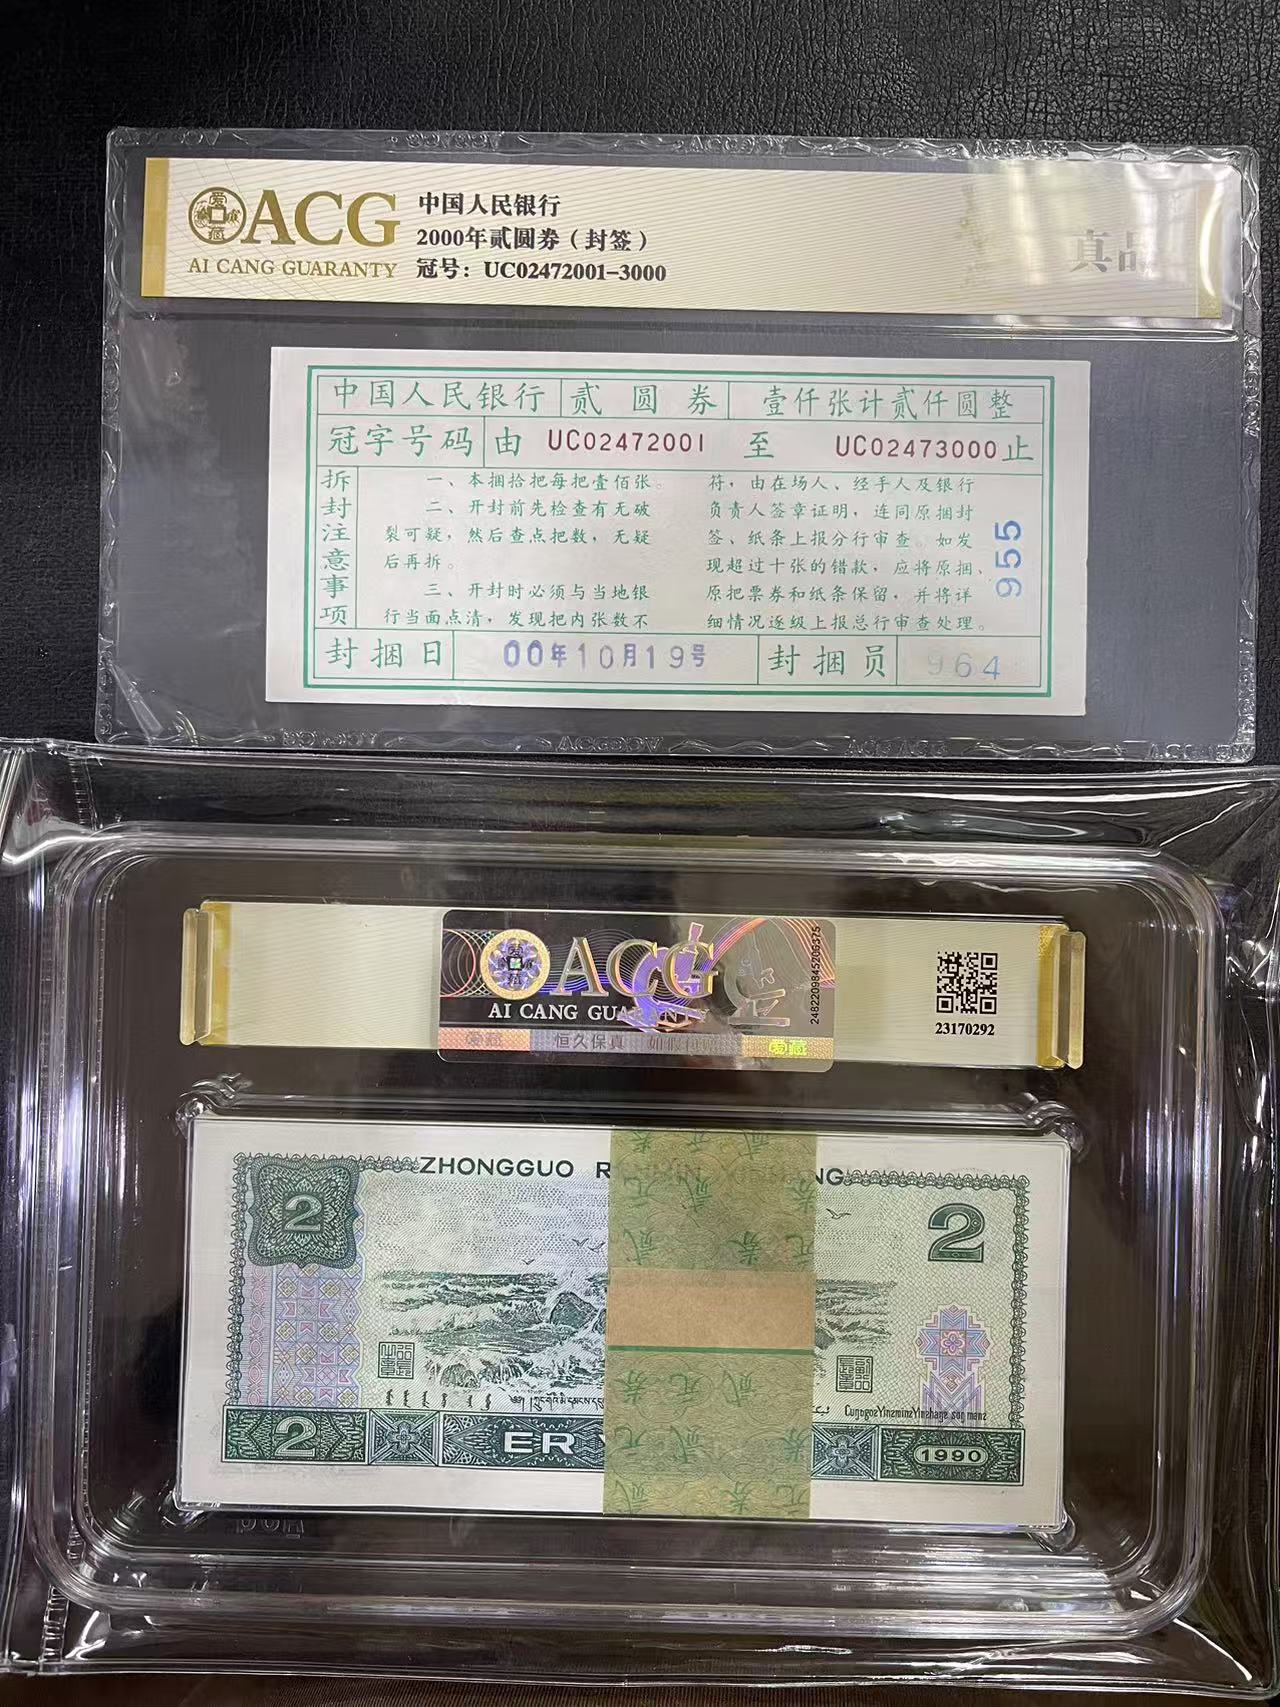 ACG
AI CANG GUARANTY
中国人民银行
2000年贰圆券（封签）
冠号：UC02472001-3000
真品
中国人民银行 贰圆券 壹仟张计贰仟圆整
冠字号码 由 UC02472001 至 UC02473000 止
拆封注意事项
一、本捆拾把每把壹佰张。
二、开封前先检查有无破
裂可疑，然后查点把数，无疑
后再拆。
三、开封时必须与当地银
行当面点清，发现把内张数不
符，由在场人、经手人及银行
负责人签章证明，连同原捆封
签、纸条上报分行审查。如发
现超过十张的错款，应将原捆、
原把票券和纸条保留，并将详
细情况逐级上报总行审查处理。
955
封捆日 00年10月19号 封捆员 964
ACG
AI CANG
恒久保真
爱藏
2482209845206375
23170292
ZHONGGUO
2
2
2
ER
1990
贰元券